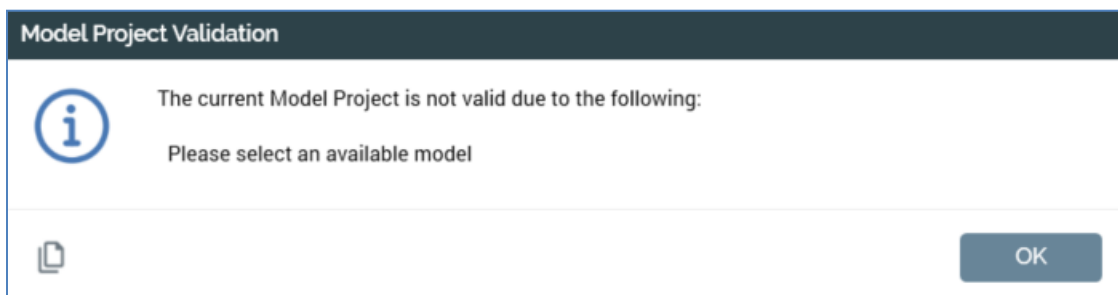 Model Project Validation
The current Model Project is not valid due to the following:
Please select an available model
OK